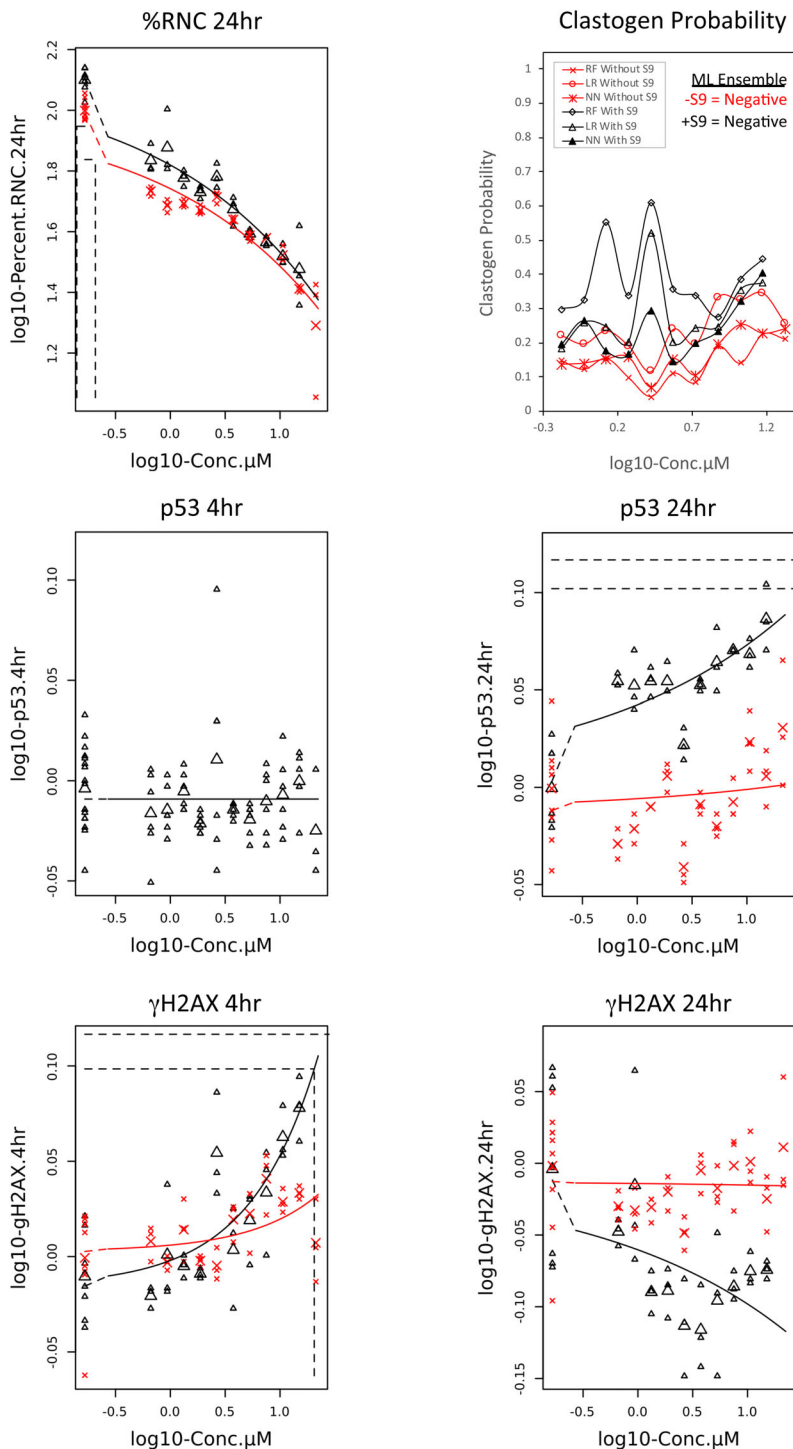 %RNC 24hr
log10-Percent.RNC.24hr
2.2
2.0
1.8
1.6
1.4
1.2
-0.5
0.0
0.5
1.0
log10-Conc.µM
Clastogen Probability
Clastogen Probability
1
0.9
0.8
0.7
0.6
0.5
0.4
0.3
0.2
0.1
0
RF Without S9
LR Without S9
NN Without S9
RF With S9
LR With S9
NN With S9
ML Ensemble
-S9 = Negative
+S9 = Negative
-0.3
0.2
0.7
1.2
log10-Conc.µM
p53 4hr
log10-p53.4hr
0.10
0.05
0.00
-0.05
-0.5
0.0
0.5
1.0
log10-Conc.µM
p53 24hr
log10-p53.24hr
0.10
0.05
0.00
-0.05
-0.5
0.0
0.5
1.0
log10-Conc.µM
γH2AX 4hr
log10-gH2AX.4hr
0.10
0.05
0.00
-0.05
-0.5
0.0
0.5
1.0
log10-Conc.µM
γH2AX 24hr
log10-gH2AX.24hr
0.05
0.00
-0.05
-0.10
-0.15
-0.5
0.0
0.5
1.0
log10-Conc.µM